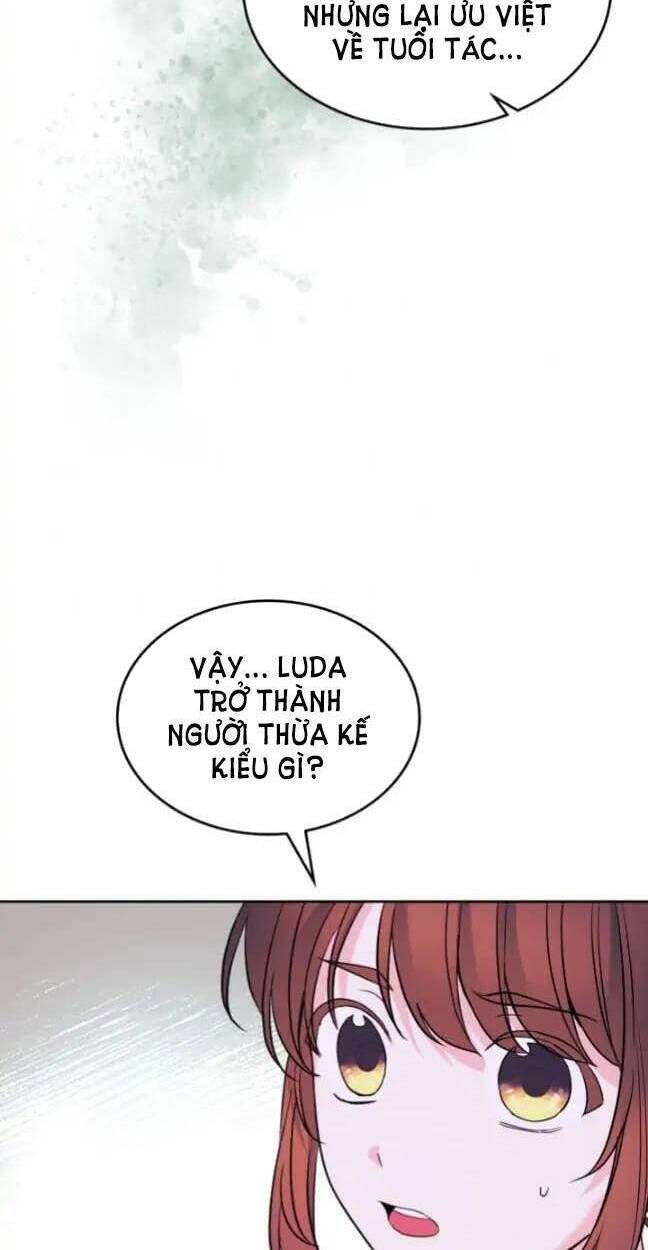 NHƯNG LẠI ƯU VIỆT
VỀ TUỔI TÁC...
VẬY... LUDA
TRỞ THÀNH
NGƯỜI THỪA KẾ
KIỂU GÌ?